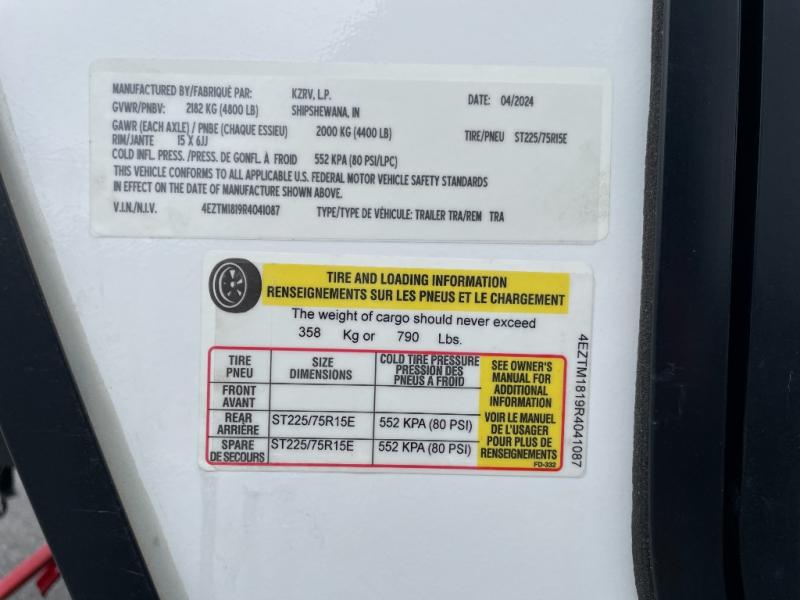 MANUFACTURED BY/FABRIQUÉ PAR: KZRV, L.P. DATE: 04/2024
GVWR/PNBV: 2182 KG (4800 LB) SHIPSHEWANA, IN
GAWR (EACH AXLE) / PNBE (CHAQUE ESSIEU) 2000 KG (4400 LB) TIRE/PNEU ST225/75R15E
RIM/JANTE 15 X 6JJ
COLD INFL. PRESS. /PRESS. DE GONFL. À FROID 552 KPA (80 PSI/LPC)
THIS VEHICLE CONFORMS TO ALL APPLICABLE U.S. FEDERAL MOTOR VEHICLE SAFETY STANDARDS
IN EFFECT ON THE DATE OF MANUFACTURE SHOWN ABOVE.
V.I.N./N.I.V. 4EZTM1819R4041087 TYPE/TYPE DE VÉHICULE: TRAILER TRA/REM TRA
TIRE AND LOADING INFORMATION
RENSEIGNEMENTS SUR LES PNEUS ET LE CHARGEMENT
The weight of cargo should never exceed
358 Kg or 790 Lbs.
TIRE
PNEU
SIZE
DIMENSIONS
COLD TIRE PRESSURE
PRESSION DES
PNEUS A FROID
FRONT
AVANT
REAR
ARRIÈRE
ST225/75R15E
552 KPA (80 PSI)
SPARE
DE SECOURS
ST225/75R15E
552 KPA (80 PSI)
SEE OWNER'S
MANUAL FOR
ADDITIONAL
INFORMATION
VOIR LE MANUEL
DE L'USAGER
POUR PLUS DE
RENSEIGNEMENTS
FD-332
4EZTM1819R4041087